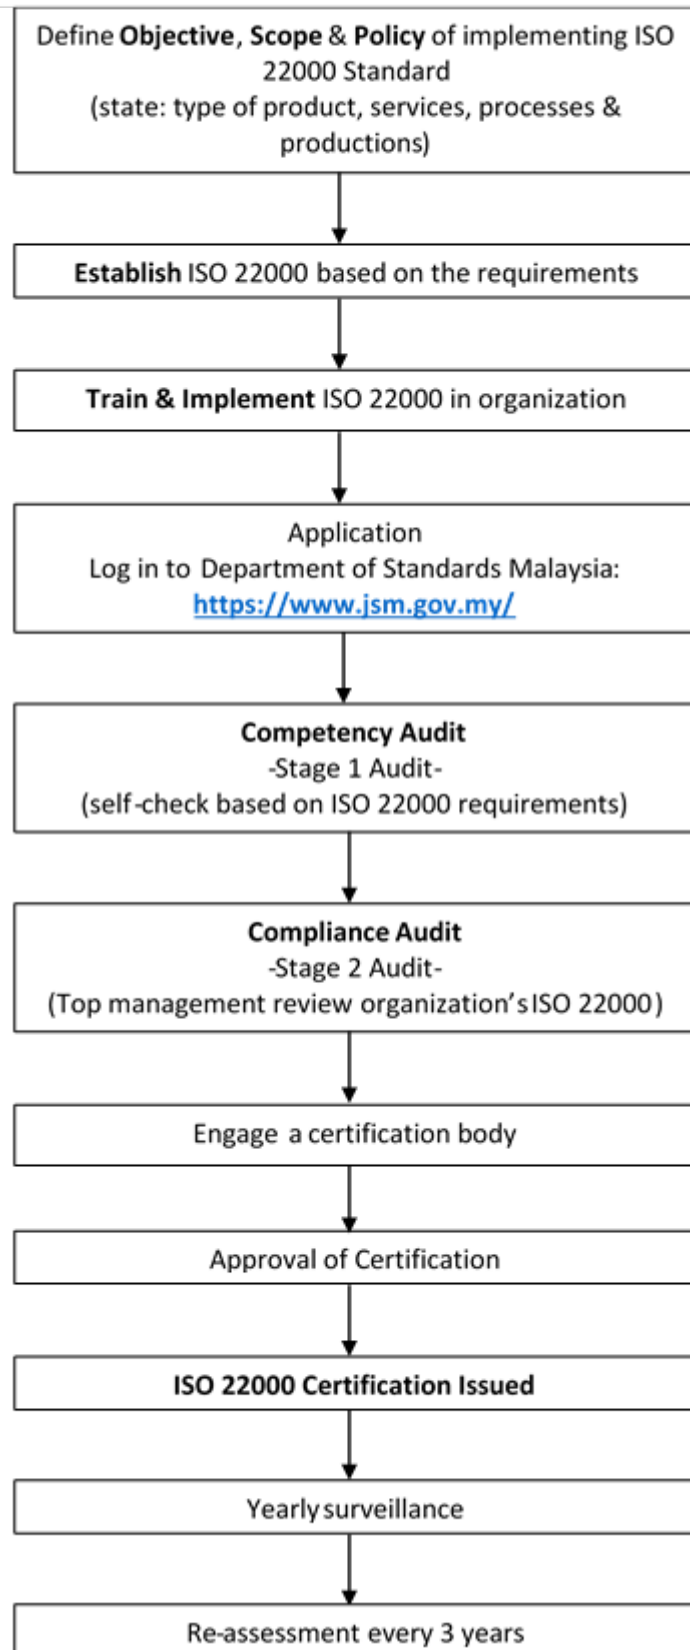 Define Objective, Scope & Policy of implementing ISO
22000 Standard
(state: type of product, services, processes &
productions)
Establish ISO 22000 based on the requirements
Train & Implement ISO 22000 in organization
Application
Log in to Department of Standards Malaysia:
https://www.jsm.gov.my/
Competency Audit
-Stage 1 Audit-
(self-check based on ISO 22000 requirements)
Compliance Audit
-Stage 2 Audit-
(Top management review organization's ISO 22000)
Engage a certification body
Approval of Certification
ISO 22000 Certification Issued
Yearly surveillance
Re-assessment every 3 years